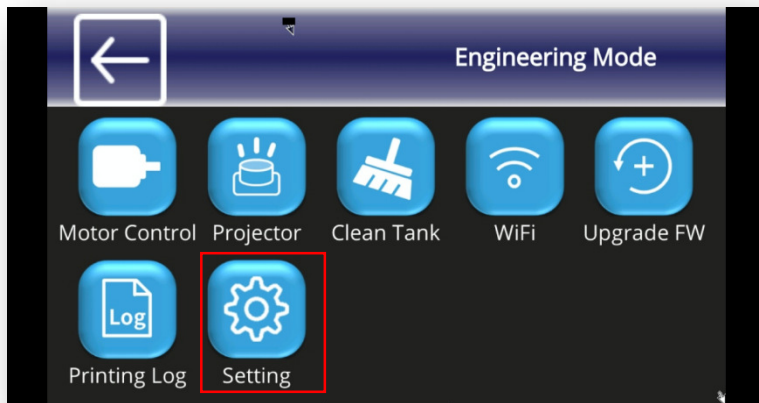 Engineering Mode
Motor Control Projector Clean Tank WiFi Upgrade FW
Log
Printing Log Setting